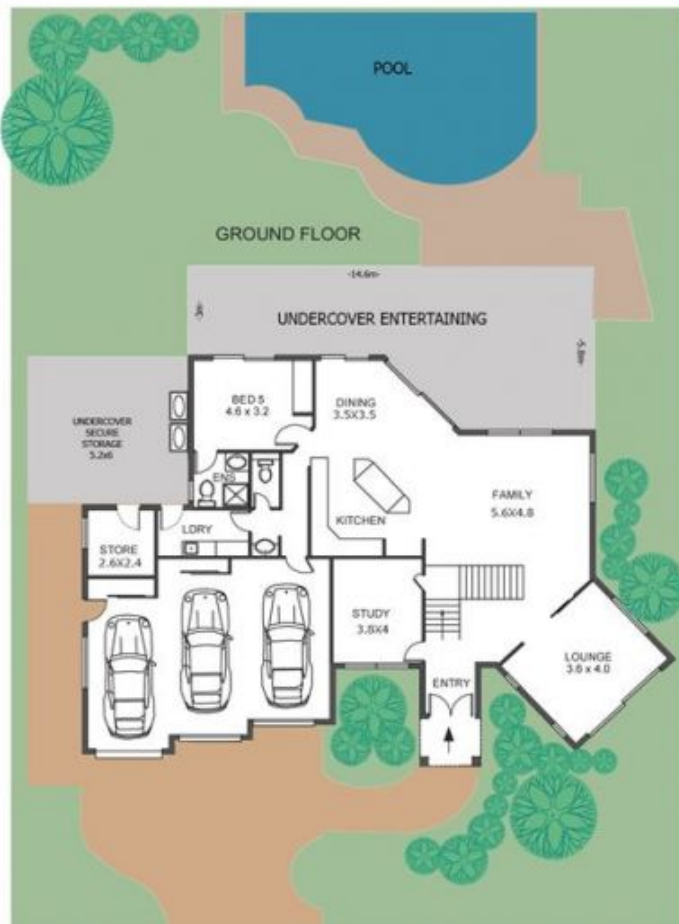 POOL
GROUND FLOOR
-14.6m-
-3m-
UNDERCOVER ENTERTAINING
-5.8m-
BED 5
4.6 x 3.2
DINING
3.5X3.5
UNDERCOVER
SECURE
STORAGE
5.2x6
ENS
FAMILY
5.6X4.8
KITCHEN
LDRY
STORE
2.6X2.4
STUDY
3.8X4
LOUNGE
3.6 x 4.0
ENTRY